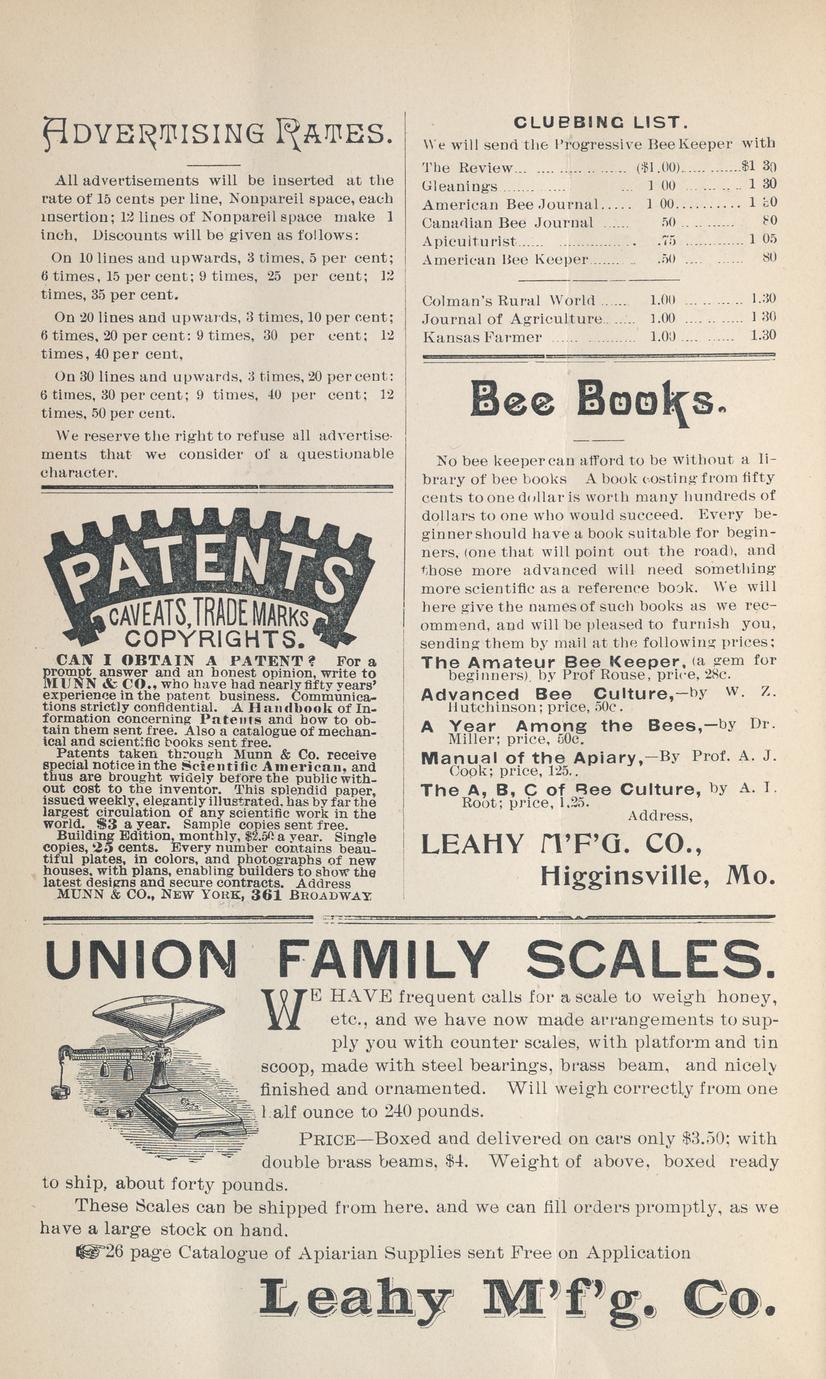 ADVERTISING RATES.
All advertisements will be inserted at the
rate of 15 cents per line, Nonpareil space, each
insertion; 12 lines of Nonpareil space make 1
inch, Discounts will be given as follows:
On 10 lines and upwards, 3 times, 5 per cent;
6 times, 15 per cent; 9 times, 25 per cent; 12
times, 35 per cent.
On 20 lines and upwards, 3 times, 10 per cent;
6 times, 20 per cent: 9 times, 30 per cent; 12
times, 40 per cent,
On 30 lines and upwards, 3 times, 20 per cent:
6 times, 30 per cent; 9 times, 40 per cent; 12
times, 50 per cent.
We reserve the right to refuse all advertise-
ments that we consider of a questionable
character.
PATENTS
CAVEATS, TRADE MARKS
COPYRIGHTS.
CAN I OBTAIN A PATENT? For a
prompt answer and an honest opinion, write to
MUNN & CO., who have had nearly fifty years'
experience in the patent business. Communica-
tions strictly confidential. A Handbook of In-
formation concerning Patents and how to ob-
tain them sent free. Also a catalogue of mechan-
ical and scientific books sent free.
Patents taken through Munn & Co. receive
special notice in the Scientific American, and
thus are brought widely before the public with-
out cost to the inventor. This splendid paper,
issued weekly, elegantly illustrated, has by far the
largest circulation of any scientific work in the
world. $3 a year. Sample copies sent free.
Building Edition, monthly, $2.50 a year. Single
copies, 25 cents. Every number contains beau-
tiful plates, in colors, and photographs of new
houses, with plans, enabling builders to show the
latest designs and secure contracts. Address
MUNN & CO., NEW YORK, 361 BROADWAY.
CLUBBING LIST.
We will send the Progressive Bee Keeper with
The Review... .... ........ ...... ($1.00)..............$1 30
Gleanings ........ ...... ... 1 00 ... ...... .. 1 30
American Bee Journal..... 1 00.......... 1 30
Canadian Bee Journal ...... 50 ... ........ 80
Apicuiturist...... ............... .75 ............ 1 05
American Bee Keeper....... .. .50 .... ...... 80
Colman's Rural World ...... 1.00 ... ... .. .. 1.30
Journal of Agriculture........ 1.00 .... .. ..... 1 30
Kansas Farmer ...... ........ 1.00 .... ...... 1.30
Bee Books.
No bee keeper can afford to be without a li-
brary of bee books A book costing from fifty
cents to one dollar is worth many hundreds of
dollars to one who would succeed. Every be-
ginner should have a book suitable for begin-
ners, (one that will point out the road), and
those more advanced will need something
more scientific as a reference book. We will
here give the names of such books as we rec-
ommend, and will be pleased to furnish you,
sending them by mail at the following prices:
The Amateur Bee Keeper, (a gem for
beginners), by Prof Rouse, price, 28c.
Advanced Bee Culture,—by W. Z.
Hutchinson; price, 50c.
A Year Among the Bees,—by Dr.
Miller; price, 50c.
Manual of the Apiary,—By Prof. A. J.
Cook; price, 125..
The A, B, C of Bee Culture, by A. I.
Root; price, 1.25.
Address,
LEAHY M'F'G. CO.,
Higginsville, Mo.
UNION FAMILY SCALES.
WE HAVE frequent calls for a scale to weigh honey,
etc., and we have now made arrangements to sup-
ply you with counter scales, with platform and tin
scoop, made with steel bearings, brass beam, and nicely
finished and ornamented. Will weigh correctly from one
half ounce to 240 pounds.
PRICE—Boxed and delivered on cars only $3.50; with
double brass beams, $4. Weight of above, boxed ready
to ship, about forty pounds.
These Scales can be shipped from here. and we can fill orders promptly, as we
have a large stock on hand.
☞26 page Catalogue of Apiarian Supplies sent Free on Application
Leahy M'f'g. Co.